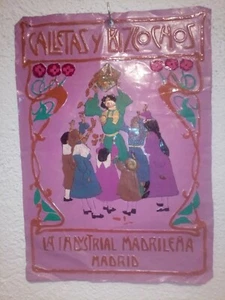 GALLETAS Y BIZCOCHOS
LA INDUSTRIAL MADRILEÑA
MADRID